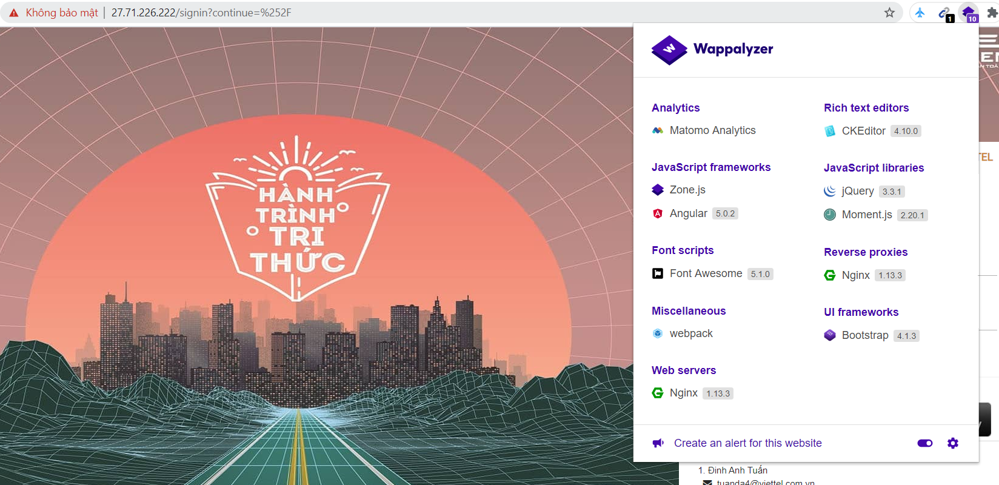 Không bảo mật
27.71.226.222/signin?continue=%252F
1
10
HÀNH
TRÌNH
TRI
THỨC
Wappalyzer
Analytics
Matomo Analytics
JavaScript frameworks
Zone.js
Angular 5.0.2
Font scripts
Font Awesome 5.1.0
Miscellaneous
webpack
Web servers
Nginx 1.13.3
Rich text editors
CKEditor 4.10.0
JavaScript libraries
jQuery 3.3.1
Moment.js 2.20.1
Reverse proxies
Nginx 1.13.3
UI frameworks
Bootstrap 4.1.3
Create an alert for this website
TEL
1. Đinh Anh Tuấn
tuanda4@viettel.com.vn